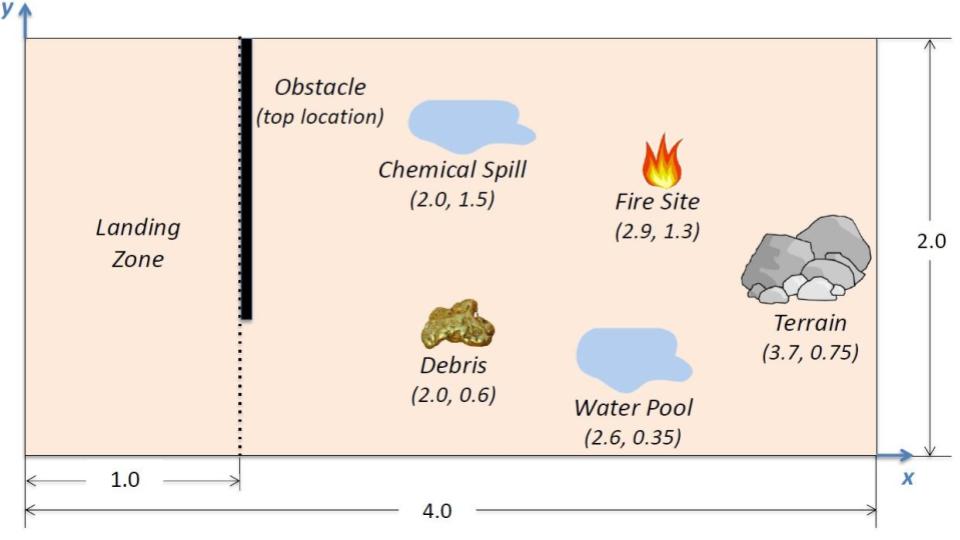 y
Obstacle
(top location)
Chemical Spill
(2.0, 1.5)
Fire Site
(2.9, 1.3)
Landing
Zone
2.0
Terrain
(3.7, 0.75)
Debris
(2.0, 0.6)
Water Pool
(2.6, 0.35)
x
1.0
4.0